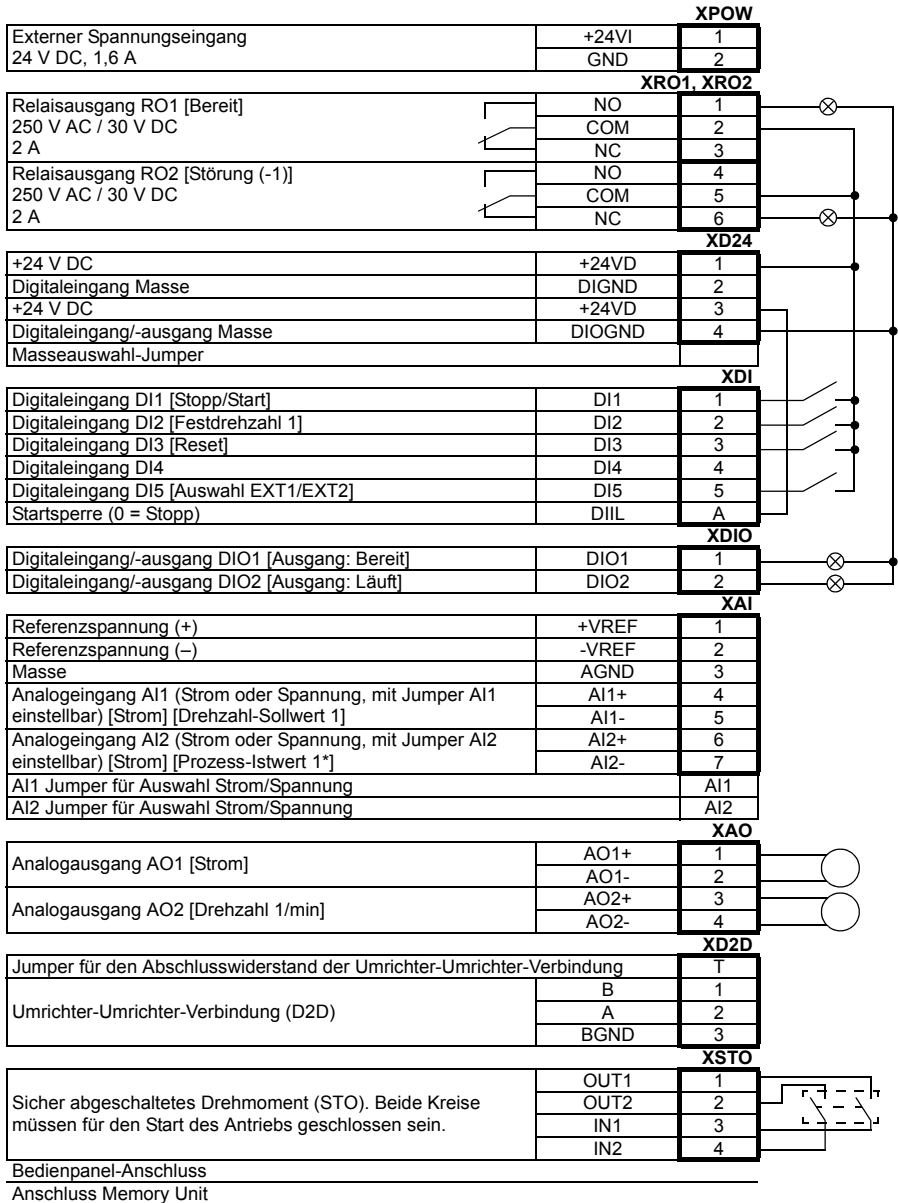 XPOW
Externer Spannungseingang +24VI 1
24 V DC, 1,6 A GND 2
XRO1, XRO2
Relaisausgang RO1 [Bereit] NO 1
250 V AC / 30 V DC COM 2
2 A NC 3
Relaisausgang RO2 [Störung (-1)] NO 4
250 V AC / 30 V DC COM 5
2 A NC 6
XD24
+24 V DC +24VD 1
Digitaleingang Masse DIGND 2
+24 V DC +24VD 3
Digitaleingang/-ausgang Masse DIOGND 4
Masseauswahl-Jumper
XDI
Digitaleingang DI1 [Stopp/Start] DI1 1
Digitaleingang DI2 [Festdrehzahl 1] DI2 2
Digitaleingang DI3 [Reset] DI3 3
Digitaleingang DI4 DI4 4
Digitaleingang DI5 [Auswahl EXT1/EXT2] DI5 5
Startsperre (0 = Stopp) DIIL A
XDIO
Digitaleingang/-ausgang DIO1 [Ausgang: Bereit] DIO1 1
Digitaleingang/-ausgang DIO2 [Ausgang: Läuft] DIO2 2
XAI
Referenzspannung (+) +VREF 1
Referenzspannung (–) -VREF 2
Masse AGND 3
Analogeingang AI1 (Strom oder Spannung, mit Jumper AI1 AI1+ 4
einstellbar) [Strom] [Drehzahl-Sollwert 1] AI1- 5
Analogeingang AI2 (Strom oder Spannung, mit Jumper AI2 AI2+ 6
einstellbar) [Strom] [Prozess-Istwert 1*] AI2- 7
AI1 Jumper für Auswahl Strom/Spannung AI1
AI2 Jumper für Auswahl Strom/Spannung AI2
XAO
Analogausgang AO1 [Strom] AO1+ 1
AO1- 2
Analogausgang AO2 [Drehzahl 1/min] AO2+ 3
AO2- 4
XD2D
Jumper für den Abschlusswiderstand der Umrichter-Umrichter-Verbindung T
B 1
Umrichter-Umrichter-Verbindung (D2D) A 2
BGND 3
XSTO
OUT1 1
Sicher abgeschaltetes Drehmoment (STO). Beide Kreise OUT2 2
müssen für den Start des Antriebs geschlossen sein. IN1 3
IN2 4
Bedienpanel-Anschluss
Anschluss Memory Unit